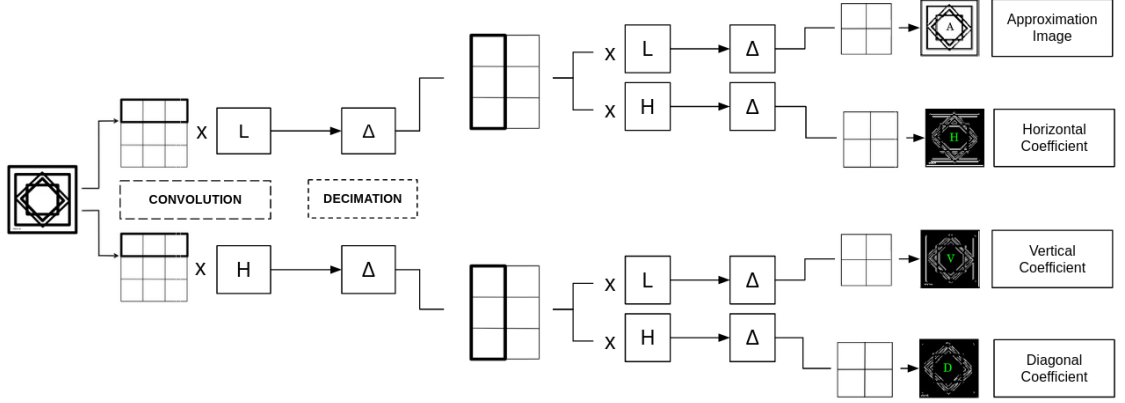 x L Δ
x L Δ A Approximation
Image
x H Δ H Horizontal
Coefficient
CONVOLUTION DECIMATION
x H Δ
x L Δ V Vertical
Coefficient
x H Δ D Diagonal
Coefficient